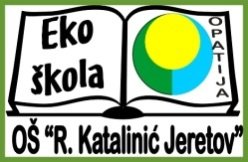 Eko
škola
OPATIJA
OŠ "R. Katalinić Jeretov"